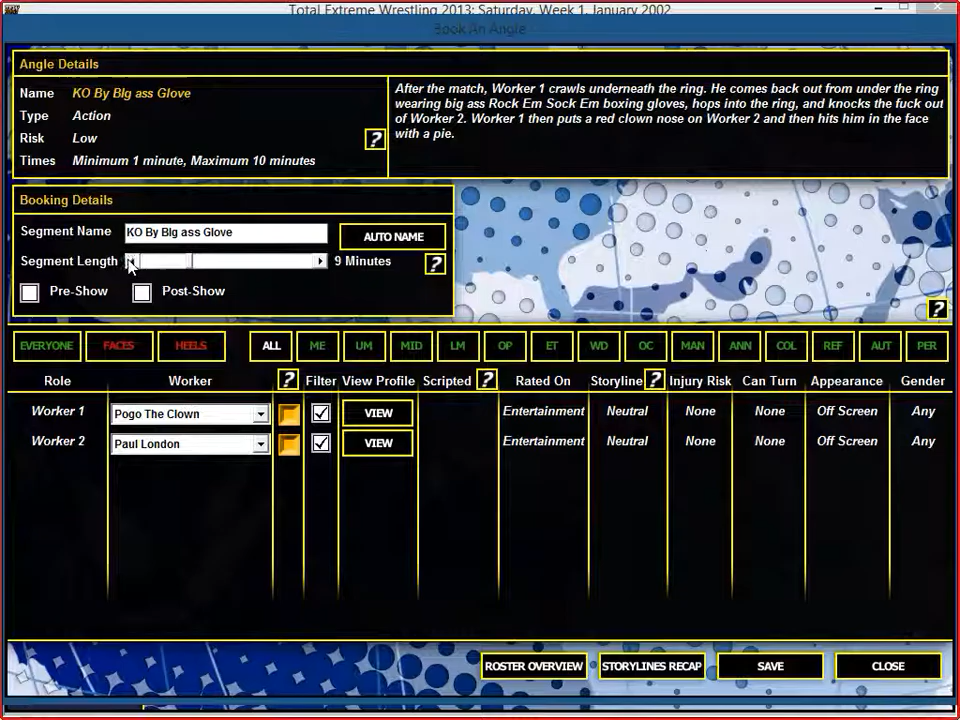 Total Extreme Wrestling 2013: Saturday, Week 1, January 2002
Book An Angle
Angle Details
Name KO By BIg ass Glove
Type Action
Risk Low
Times Minimum 1 minute, Maximum 10 minutes
?
After the match, Worker 1 crawls underneath the ring. He comes back out from under the ring
wearing big ass Rock Em Sock Em boxing gloves, hops into the ring, and knocks the fuck out
of Worker 2. Worker 1 then puts a red clown nose on Worker 2 and then hits him in the face
with a pie.
Booking Details
Segment Name KO By BIg ass Glove AUTO NAME
Segment Length 9 Minutes ?
Pre-Show Post-Show
?
EVERYONE FACES HEELS ALL ME UM MID LM OP ET WD OC MAN ANN COL REF AUT PER
Role Worker ? Filter View Profile Scripted ? Rated On Storyline ? Injury Risk Can Turn Appearance Gender
Worker 1 Pogo The Clown VIEW Entertainment Neutral None None Off Screen Any
Worker 2 Paul London VIEW Entertainment Neutral None None Off Screen Any
ROSTER OVERVIEW STORYLINES RECAP SAVE CLOSE